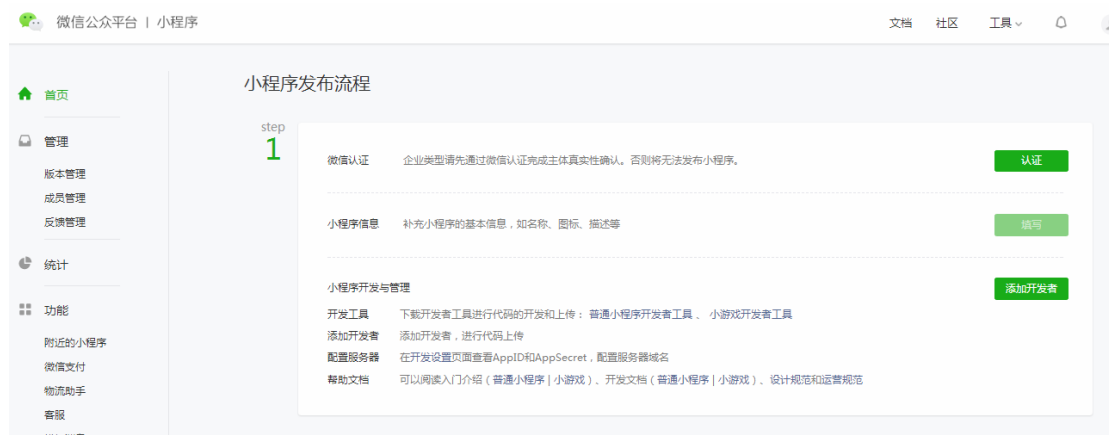 微信公众平台 | 小程序
文档 社区 工具
首页
管理
版本管理
成员管理
反馈管理
统计
功能
附近的小程序
微信支付
物流助手
客服
小程序发布流程
step
1
微信认证 企业类型请先通过微信认证完成主体真实性确认。否则将无法发布小程序。 认证
小程序信息 补充小程序的基本信息，如名称、图标、描述等 填写
小程序开发与管理 添加开发者
开发工具 下载开发者工具进行代码的开发和上传： 普通小程序开发者工具 、 小游戏开发者工具
添加开发者 添加开发者，进行代码上传
配置服务器 在开发设置页面查看AppID和AppSecret，配置服务器域名
帮助文档 可以阅读入门介绍 ( 普通小程序 | 小游戏 ) 、开发文档 ( 普通小程序 | 小游戏 ) 、设计规范和运营规范